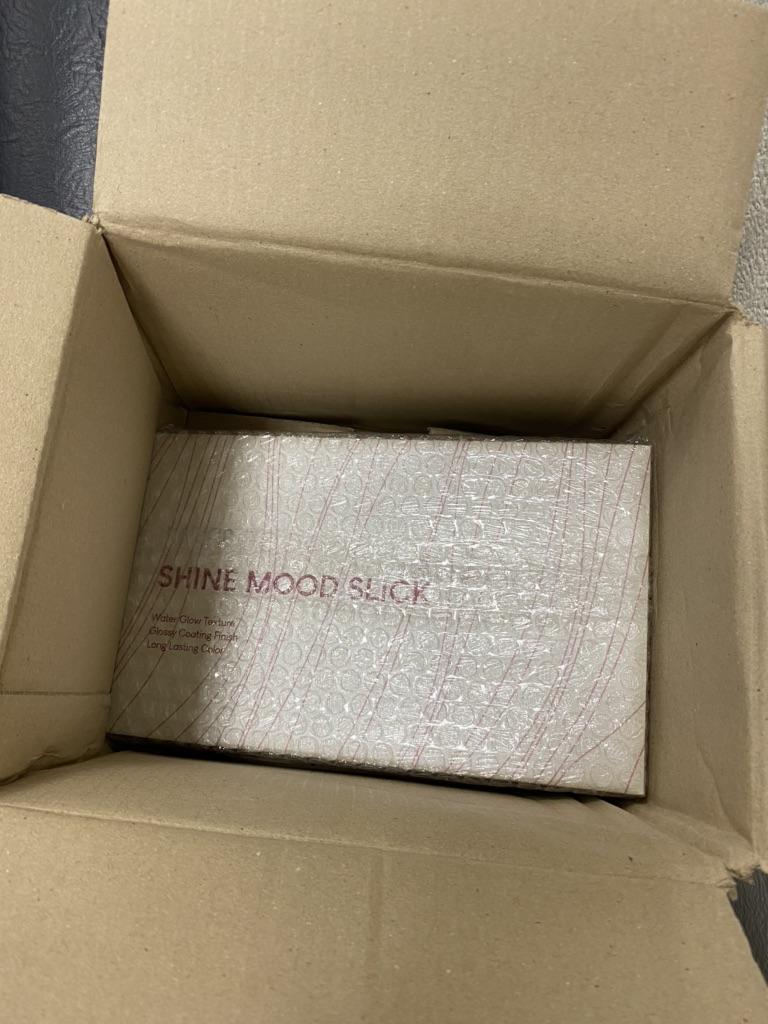 SHINE MOOD SLICK
Water Glow Texture
Glossy Coating Finish
Long Lasting Color